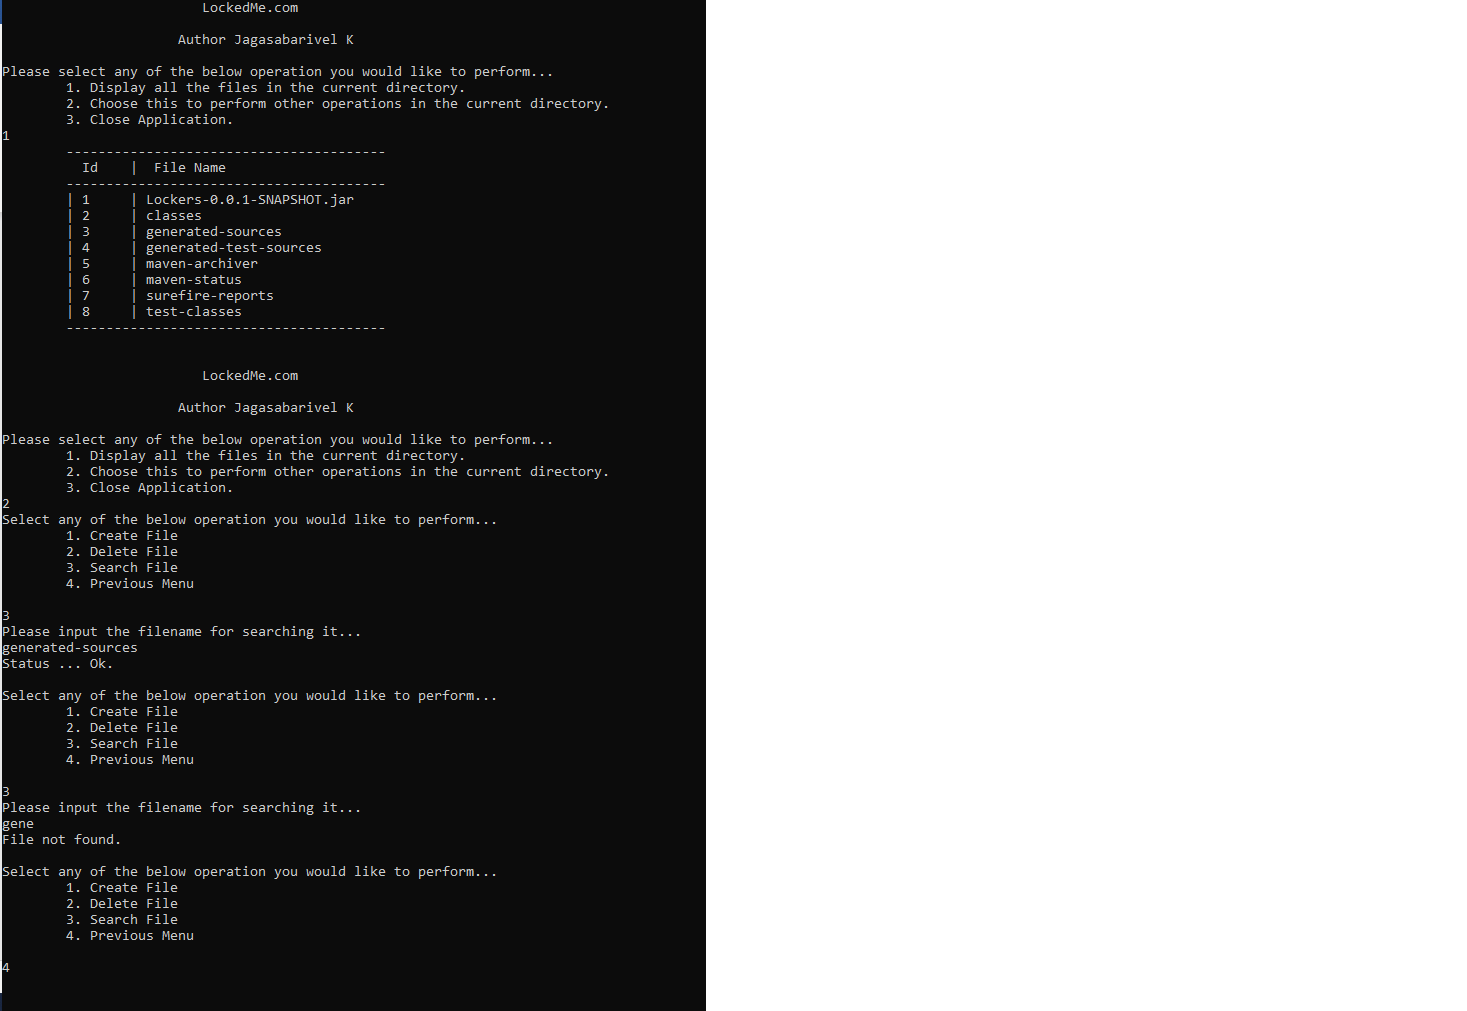 LockedMe.com
Author Jagasabarivel K
Please select any of the below operation you would like to perform...
1. Display all the files in the current directory.
2. Choose this to perform other operations in the current directory.
3. Close Application.
1
----------------------------------------
Id | File Name
----------------------------------------
| 1 | Lockers-0.0.1-SNAPSHOT.jar
| 2 | classes
| 3 | generated-sources
| 4 | generated-test-sources
| 5 | maven-archiver
| 6 | maven-status
| 7 | surefire-reports
| 8 | test-classes
----------------------------------------
LockedMe.com
Author Jagasabarivel K
Please select any of the below operation you would like to perform...
1. Display all the files in the current directory.
2. Choose this to perform other operations in the current directory.
3. Close Application.
2
Select any of the below operation you would like to perform...
1. Create File
2. Delete File
3. Search File
4. Previous Menu
3
Please input the filename for searching it...
generated-sources
Status ... Ok.
Select any of the below operation you would like to perform...
1. Create File
2. Delete File
3. Search File
4. Previous Menu
3
Please input the filename for searching it...
gene
File not found.
Select any of the below operation you would like to perform...
1. Create File
2. Delete File
3. Search File
4. Previous Menu
4